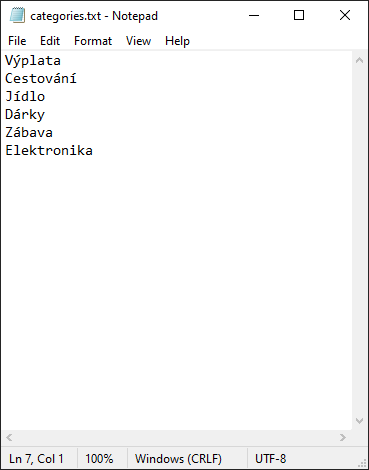 categories.txt - Notepad
File Edit Format View Help
Výplata
Cestování
Jídlo
Dárky
Zábava
Elektronika
Ln 7, Col 1 100% Windows (CRLF) UTF-8